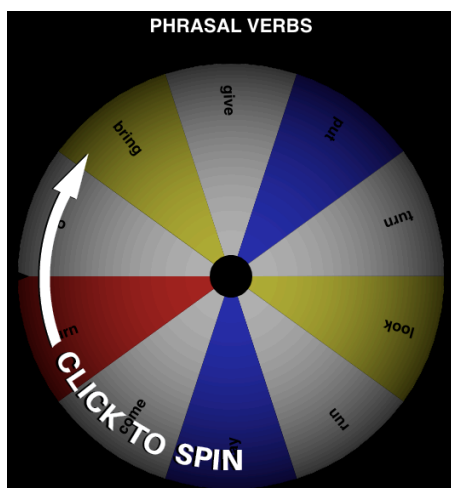 PHRASAL VERBS
give
put
turn
look
run
come
bring
CLICK TO SPIN